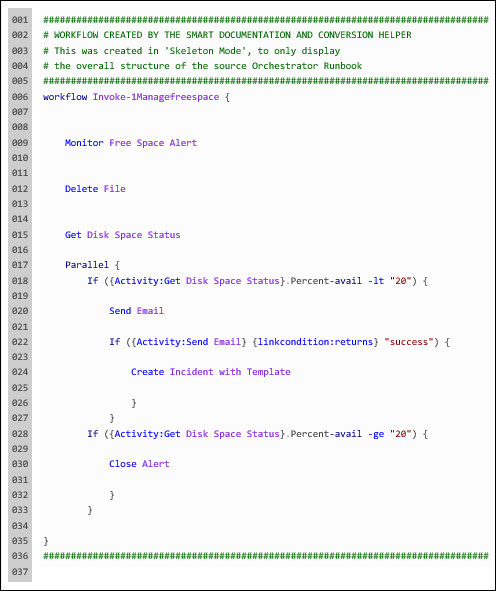 001 #################################################################################
002 # WORKFLOW CREATED BY THE SMART DOCUMENTATION AND CONVERSION HELPER
003 # This was created in 'Skeleton Mode', to only display
004 # the overall structure of the source Orchestrator Runbook
005 #################################################################################
006 workflow Invoke-1Managefreespace {
007
008
009 Monitor Free Space Alert
010
011
012 Delete File
013
014
015 Get Disk Space Status
016
017 Parallel {
018 If ({Activity:Get Disk Space Status}.Percent-avail -lt "20") {
019
020 Send Email
021
022 If ({Activity:Send Email} {linkcondition:returns} "success") {
023
024 Create Incident with Template
025
026 }
027 }
028 If ({Activity:Get Disk Space Status}.Percent-avail -ge "20") {
029
030 Close Alert
031
032 }
033 }
034
035 }
036 #################################################################################
037